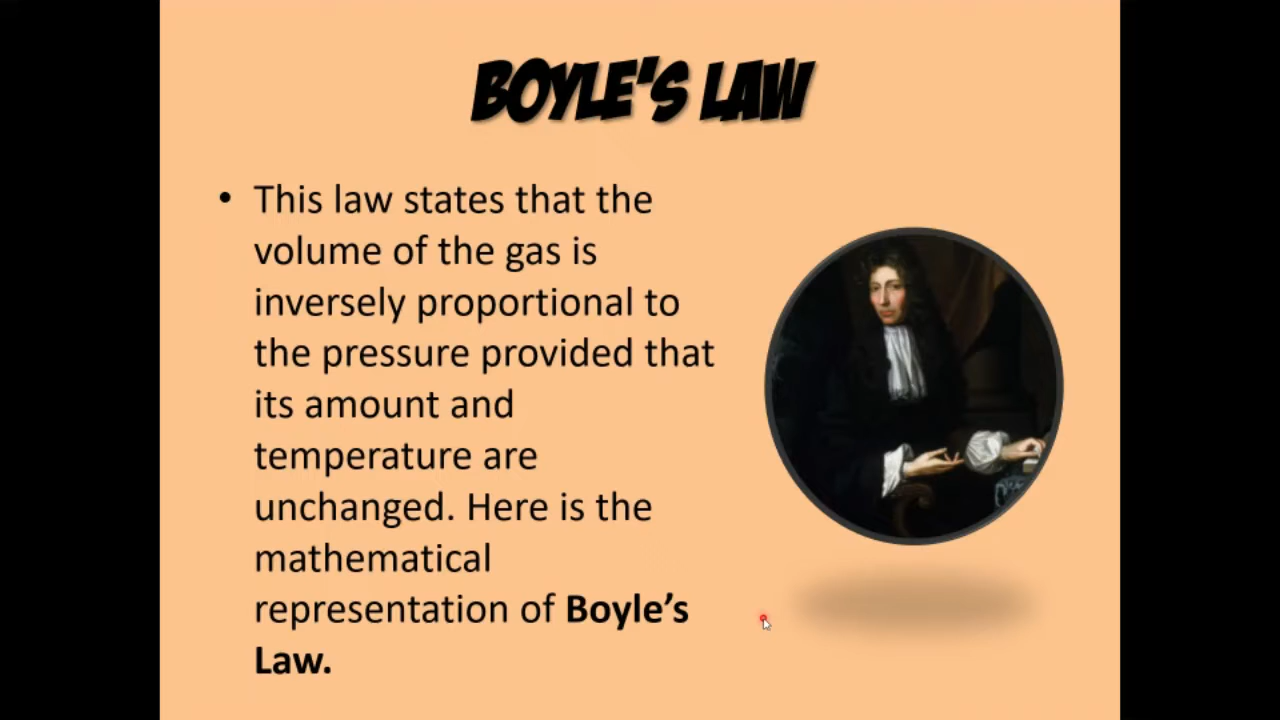 BOYLE'S LAW
• This law states that the
volume of the gas is
inversely proportional to
the pressure provided that
its amount and
temperature are
unchanged. Here is the
mathematical
representation of Boyle’s
Law.